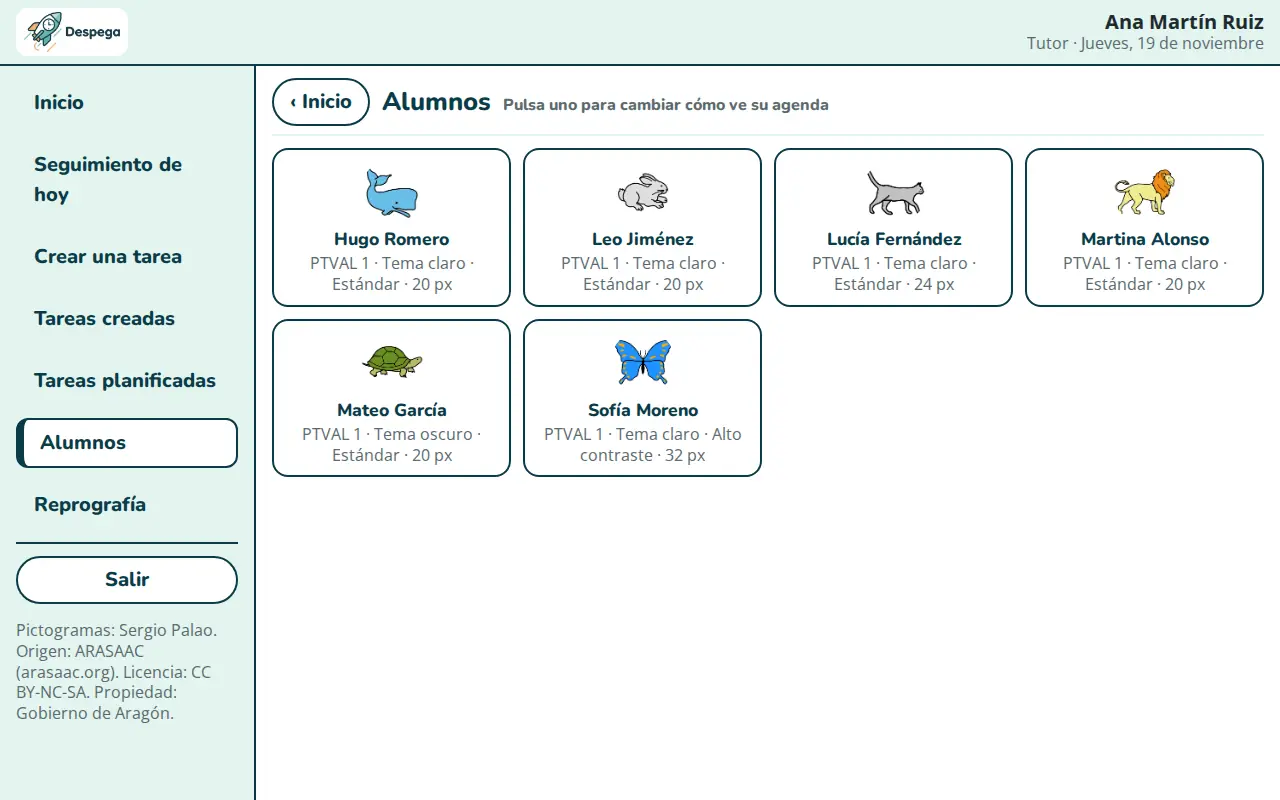 Despega
Ana Martín Ruiz
Tutor · Jueves, 19 de noviembre
Inicio
Seguimiento de
hoy
Crear una tarea
Tareas creadas
Tareas planificadas
Alumnos
Reprografía
Salir
Pictogramas: Sergio Palao.
Origen: ARASAAC
(arasaac.org). Licencia: CC
BY-NC-SA. Propiedad:
Gobierno de Aragón.
‹ Inicio
Alumnos Pulsa uno para cambiar cómo ve su agenda
Hugo Romero
PTVAL 1 · Tema claro ·
Estándar · 20 px
Leo Jiménez
PTVAL 1 · Tema claro ·
Estándar · 20 px
Lucía Fernández
PTVAL 1 · Tema claro ·
Estándar · 24 px
Martina Alonso
PTVAL 1 · Tema claro ·
Estándar · 20 px
Mateo García
PTVAL 1 · Tema oscuro ·
Estándar · 20 px
Sofía Moreno
PTVAL 1 · Tema claro · Alto
contraste · 32 px